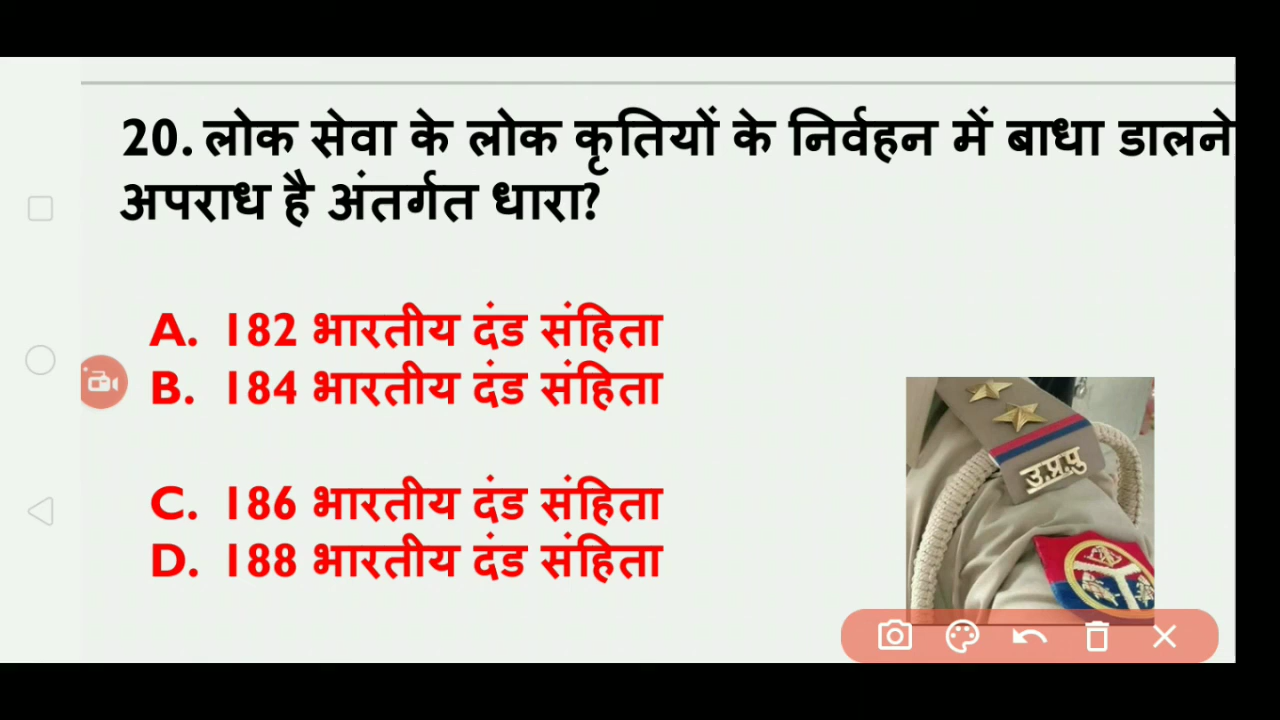 20. लोक सेवा के लोक कृतियों के निर्वहन में बाधा डालने
अपराध है अंतर्गत धारा?
A. 182 भारतीय दंड संहिता
B. 184 भारतीय दंड संहिता
C. 186 भारतीय दंड संहिता
D. 188 भारतीय दंड संहिता
उ.प्र.पु